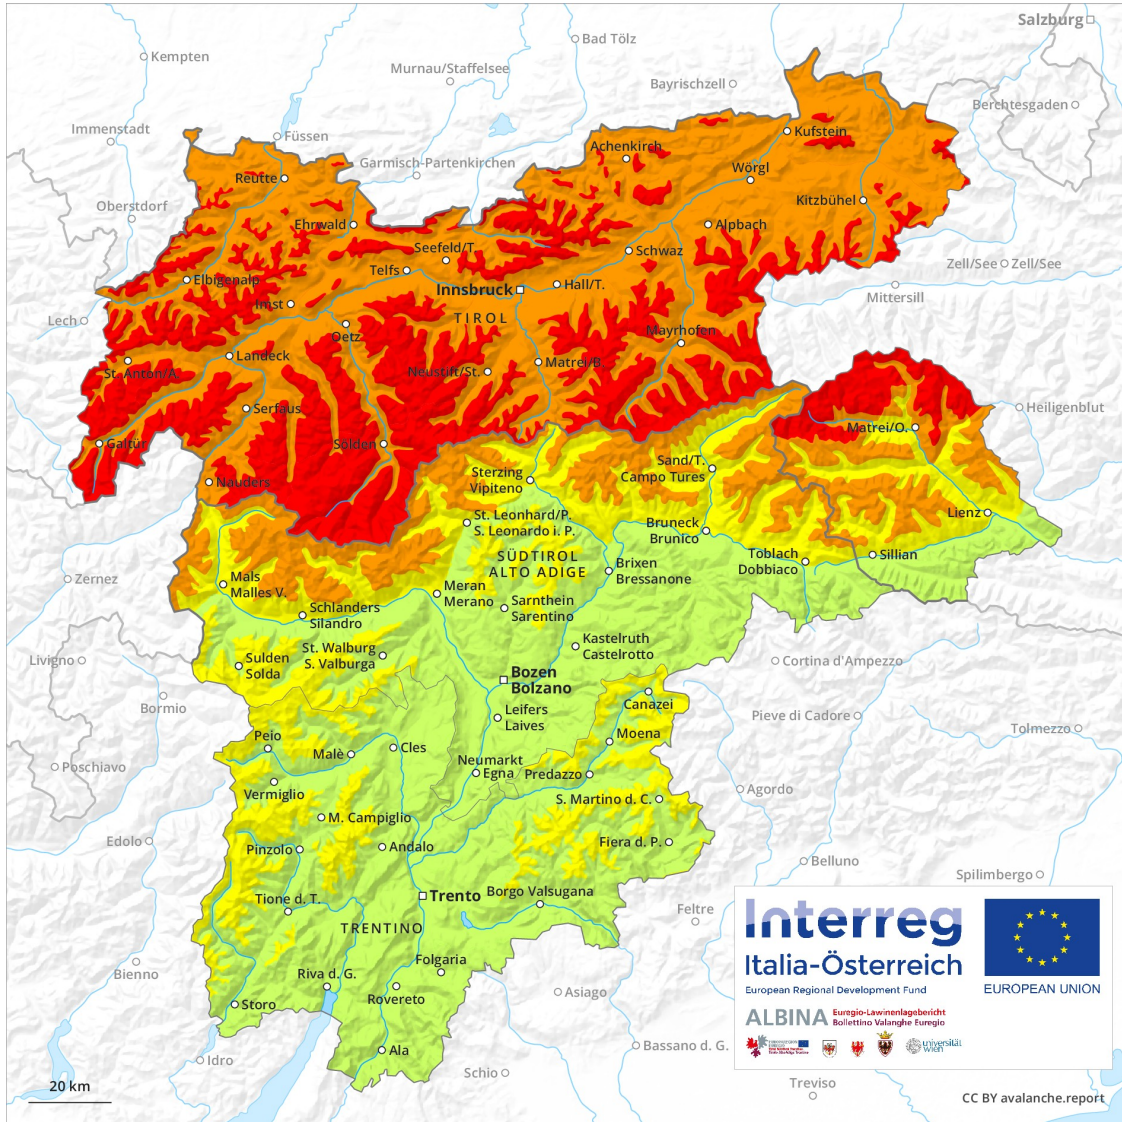 Salzburg
Bad Tölz
Kempten
Murnau/Staffelsee
Bayrischzell
Berchtesgaden
Immenstadt
Füssen
Kufstein
Achenkirch
Garmisch-Partenkirchen
Wörgl
Reutte
Kitzbühel
Oberstdorf
Ehrwald
Alpbach
Seefeld/T.
Schwaz
Telfs
Zell/See
Zell/See
Elbigenalp
Innsbruck
Hall/T.
Mittersill
Imst
TIROL
Lech
Oetz
Mayrhofen
Landeck
Matrei/B.
St. Anton/A.
Neustift/St.
Serfaus
Heiligenblut
Matrei/O.
Galtür
Sölden
Sand/T.
Campo Tures
Sterzing
Vipiteno
Nauders
St. Leonhard/P.
S. Leonardo i. P.
Lienz
Bruneck
Brunico
SÜDTIROL
ALTO ADIGE
Toblach
Dobbiaco
Sillian
Brixen
Bressanone
Zernez
Mals
Malles V.
Meran
Merano
Sarnthein
Sarentino
Schlanders
Silandro
Kastelruth
Castelrotto
St. Walburg
S. Valburga
Livigno
Sulden
Solda
Cortina d'Ampezzo
Bozen
Bolzano
Bormio
Canazei
Leifers
Laives
Pieve di Cadore
Tolmezzo
Peio
Moena
Malè
Cles
Poschiavo
Neumarkt
Egna
Predazzo
Vermiglio
Agordo
S. Martino d. C.
M. Campiglio
Edolo
Pinzolo
Andalo
Fiera d. P.
Belluno
Spilimbergo
Trento
Borgo Valsugana
Tione d. T.
Feltre
TRENTINO
Folgaria
Bienno
Riva d. G.
Rovereto
Asiago
Storo
Ala
Bassano d. G.
Idro
Schio
Treviso
20 km
Interreg
Italia-Österreich
European Regional Development Fund
EUROPEAN UNION
ALBINA
Euregio-Lawinenlagebericht
Bollettino Valanghe Euregio
universität
wien
CC BY avalanche.report